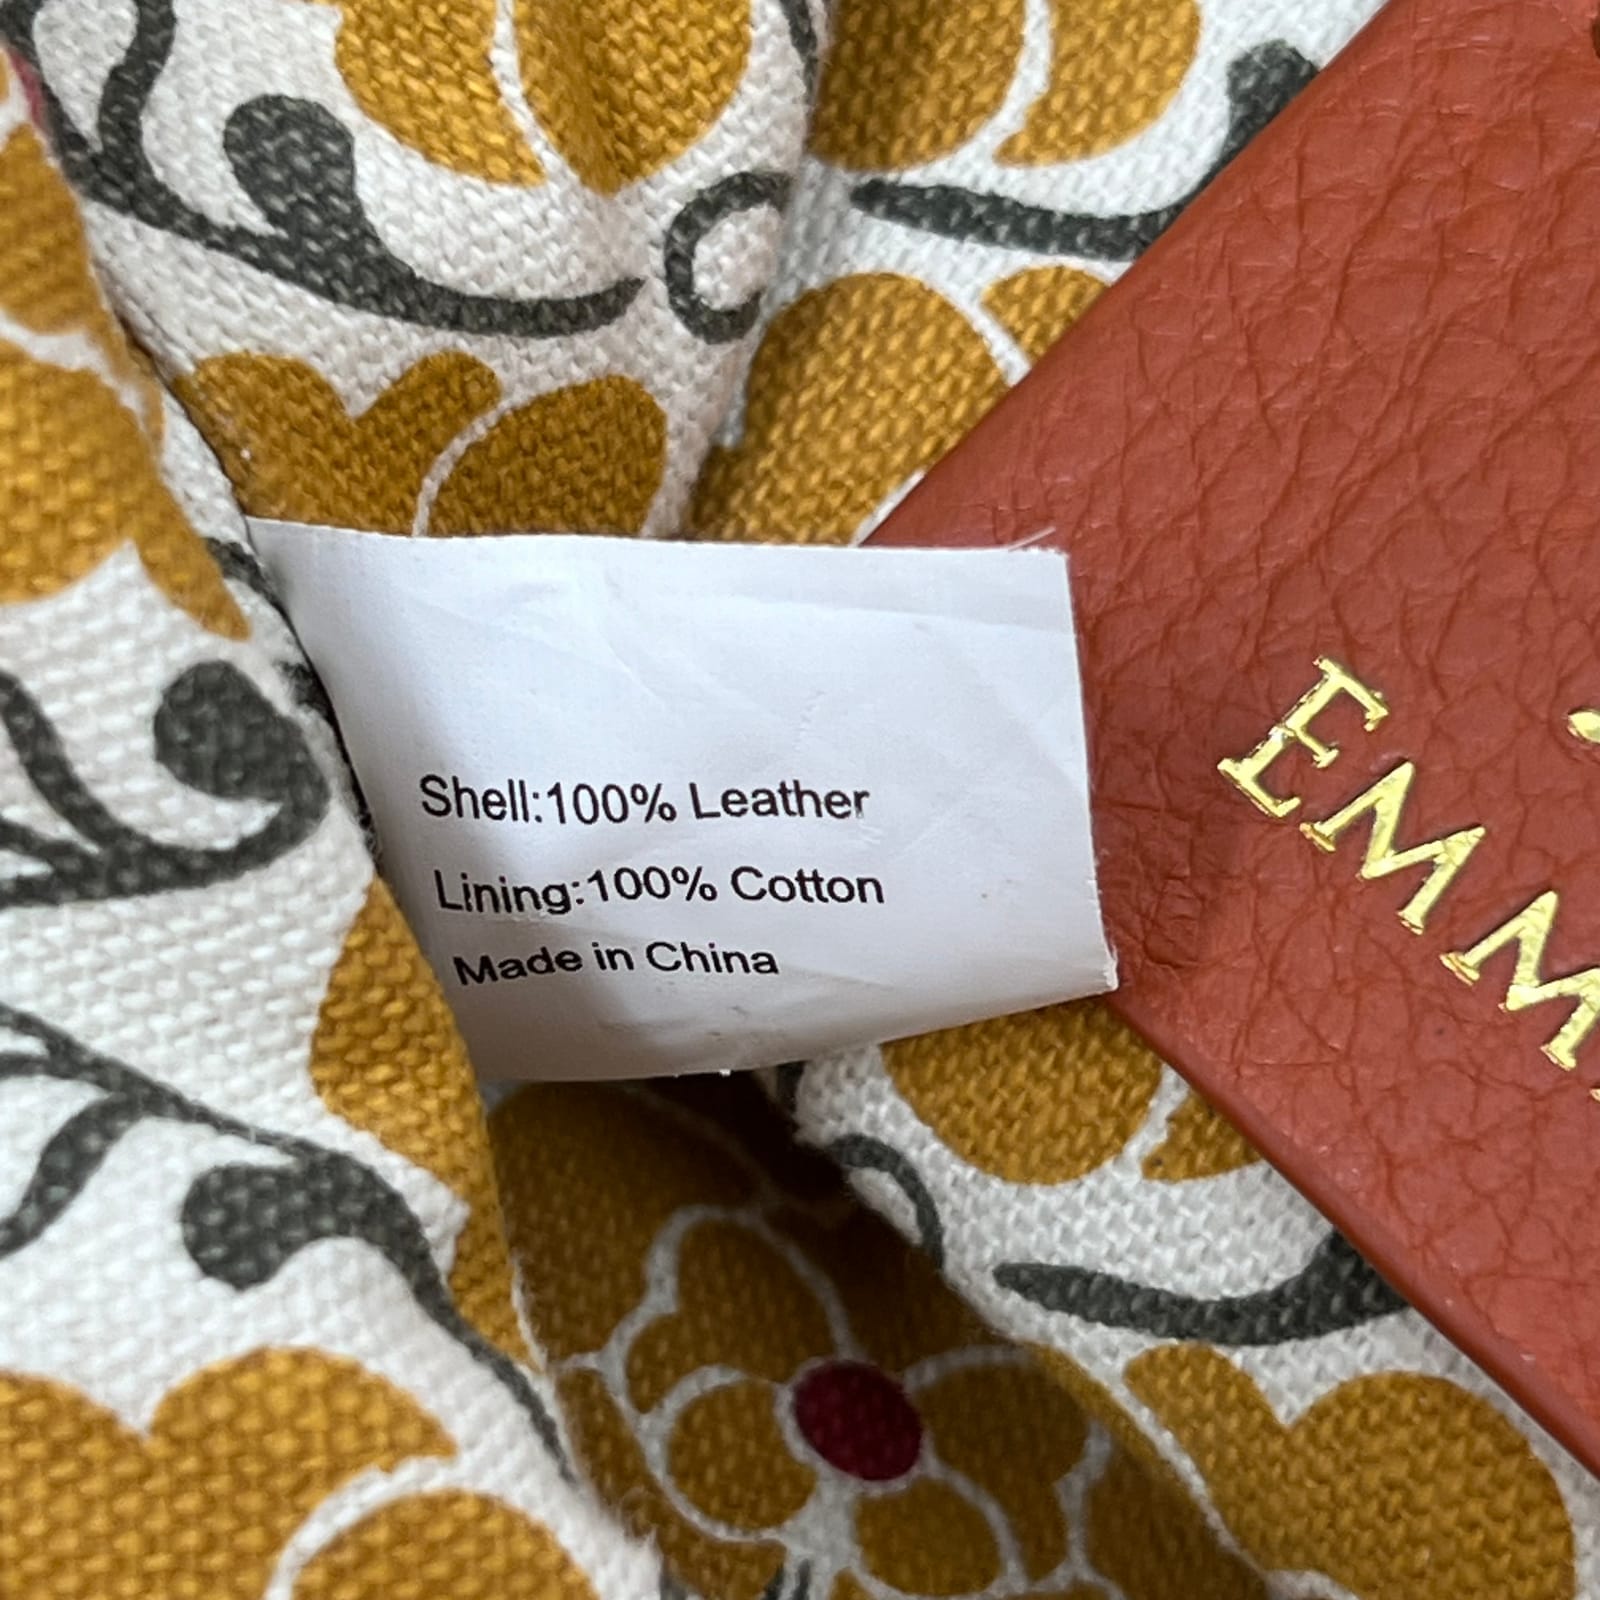 Shell:100% Leather
Lining:100% Cotton
Made in China